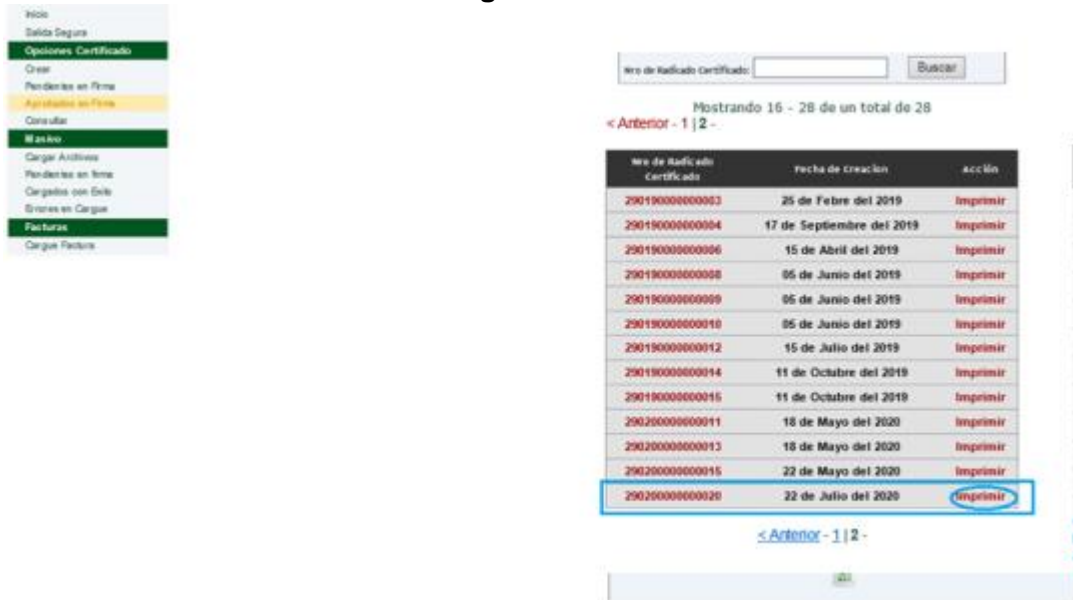 Inicio
Salida Segura
Opciones Certificado
Crear
Pendientes en Firma
Aprobados en Firma
Consultar
Masivo
Cargar Archivos
Pendientes en firma
Cargados con Exito
Errores en Cargue
Facturas
Cargue Factura
Nro de Radicado Certificado:
Buscar
Mostrando 16 - 28 de un total de 28
< Anterior - 1 | 2 -
Nro de Radicado Certificado Fecha de Creacion Acción
290190000000003 25 de Febre del 2019 Imprimir
290190000000004 17 de Septiembre del 2019 Imprimir
290190000000006 15 de Abril del 2019 Imprimir
290190000000008 05 de Junio del 2019 Imprimir
290190000000009 05 de Junio del 2019 Imprimir
290190000000010 05 de Junio del 2019 Imprimir
290190000000012 15 de Julio del 2019 Imprimir
290190000000014 11 de Octubre del 2019 Imprimir
11 de Octubre del 2019 Imprimir
290200000000011 18 de Mayo del 2020 Imprimir
290200000000013 18 de Mayo del 2020 Imprimir
22 de Mayo del 2020 Imprimir
290200000000020 22 de Julio del 2020 Imprimir
< Anterior - 1 | 2 -